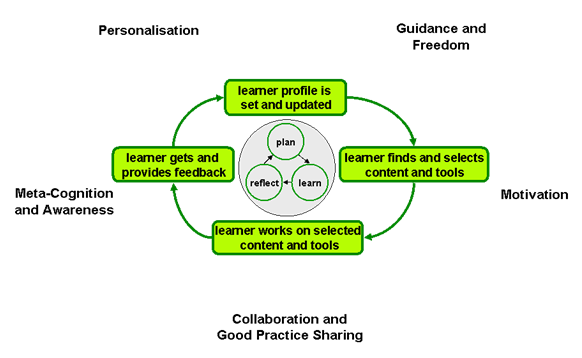 Personalisation
Guidance and
Freedom
learner profile is
set and updated
plan
learner gets and
provides feedback
learner finds and selects
content and tools
reflect
learn
Meta-Cognition
and Awareness
Motivation
learner works on selected
content and tools
Collaboration and
Good Practice Sharing